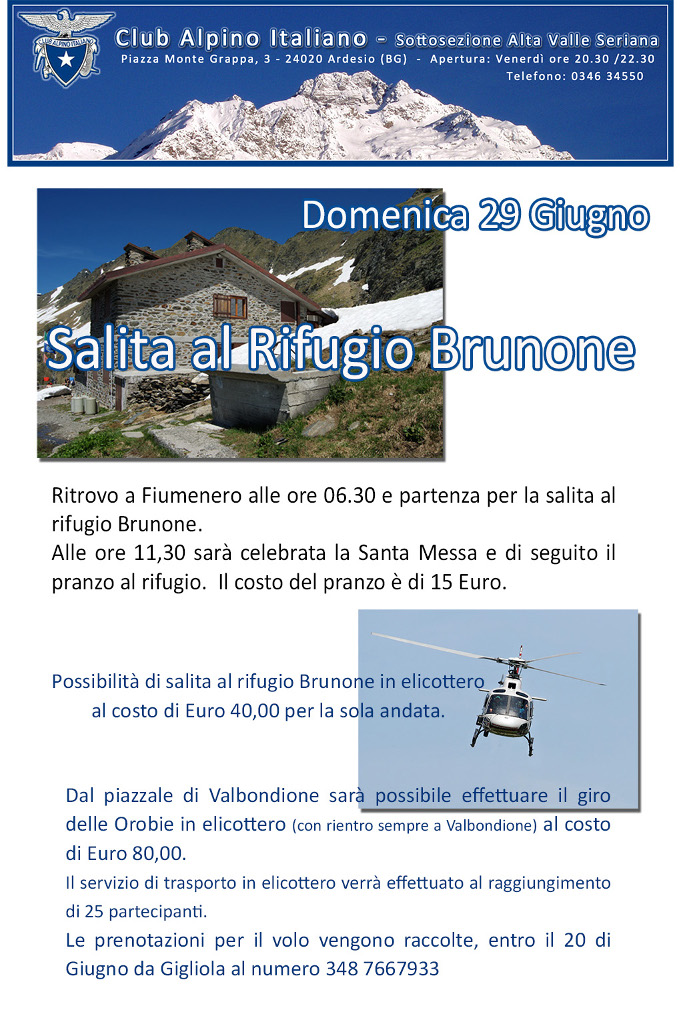 CLUB ALPINO ITALIANO
Club Alpino Italiano - Sottosezione Alta Valle Seriana
Piazza Monte Grappa, 3 - 24020 Ardesio (BG) - Apertura: Venerdì ore 20.30 /22.30
Telefono: 0346 34550
Domenica 29 Giugno
Salita al Rifugio Brunone
Ritrovo a Fiumenero alle ore 06.30 e partenza per la salita al
rifugio Brunone.
Alle ore 11,30 sarà celebrata la Santa Messa e di seguito il
pranzo al rifugio. Il costo del pranzo è di 15 Euro.
Possibilità di salita al rifugio Brunone in elicottero
al costo di Euro 40,00 per la sola andata.
Dal piazzale di Valbondione sarà possibile effettuare il giro
delle Orobie in elicottero (con rientro sempre a Valbondione) al costo
di Euro 80,00.
Il servizio di trasporto in elicottero verrà effettuato al raggiungimento
di 25 partecipanti.
Le prenotazioni per il volo vengono raccolte, entro il 20 di
Giugno da Gigliola al numero 348 7667933